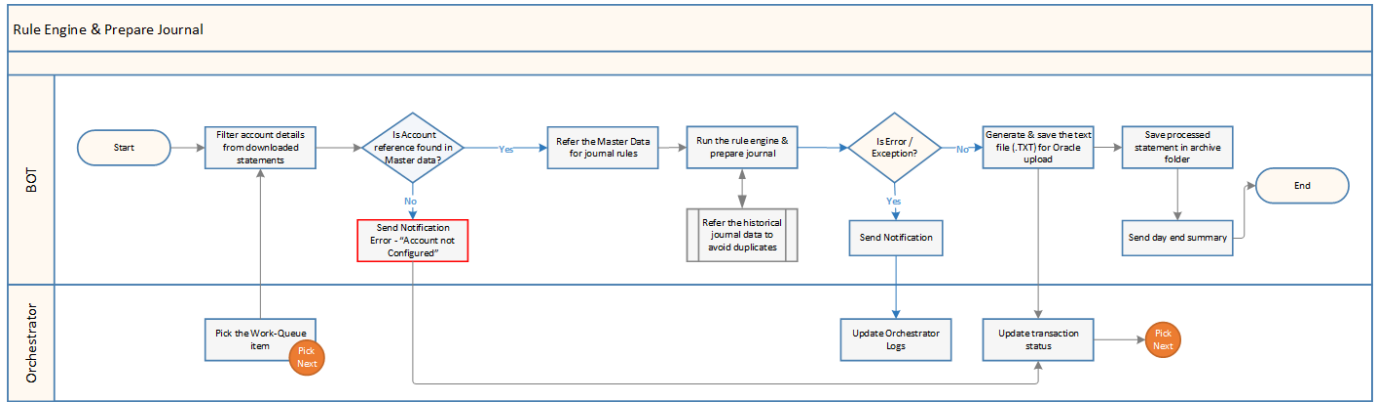 Rule Engine & Prepare Journal
BOT
Start
Filter account details
from downloaded
statements
Is Account
reference found in
Master data?
Yes
No
Send Notification
Error - “Account not
Configured”
Refer the Master Data
for journal rules
Run the rule engine &
prepare journal
Refer the historical
journal data to
avoid duplicates
Is Error /
Exception?
No
Yes
Send Notification
Generate & save the text
file (.TXT) for Oracle
upload
Save processed
statement in archive
folder
Send day end summary
End
Orchestrator
Pick the Work-Queue
item
Pick
Next
Update Orchestrator
Logs
Update transaction
status
Pick
Next